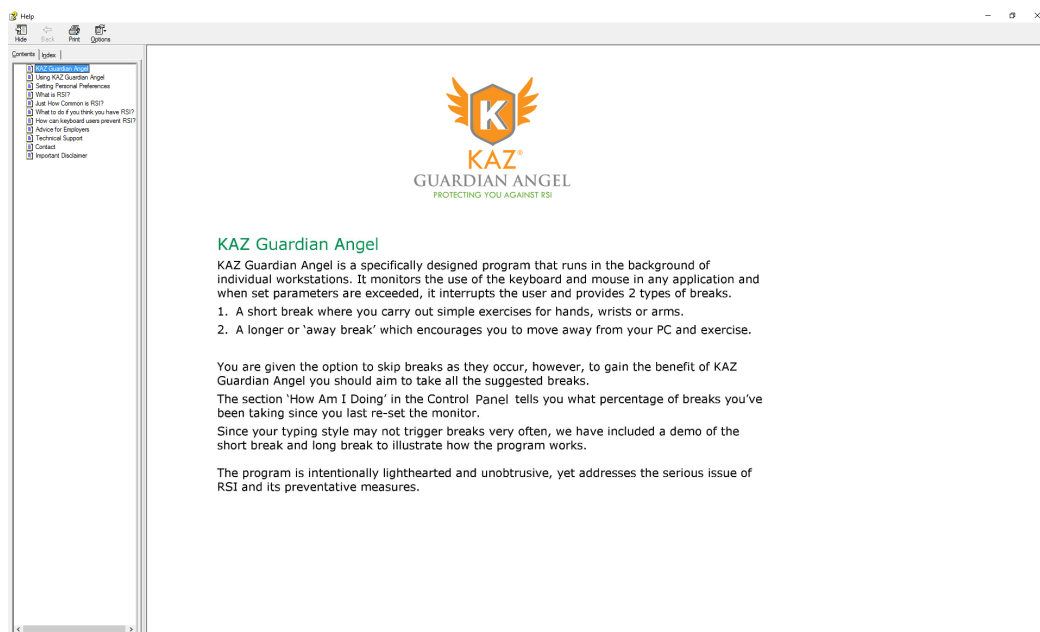 Help
Hide Back Print Options
Contents Index
KAZ Guardian Angel
Using KAZ Guardian Angel
Setting Personal Preferences
What is RSI?
Just How Common is RSI?
What to do if you think you have RSI?
How can keyboard users prevent RSI?
Advice for Employers
Technical Support
Contact
Important Disclaimer
K
KAZ®
GUARDIAN ANGEL
PROTECTING YOU AGAINST RSI
KAZ Guardian Angel
KAZ Guardian Angel is a specifically designed program that runs in the background of
individual workstations. It monitors the use of the keyboard and mouse in any application and
when set parameters are exceeded, it interrupts the user and provides 2 types of breaks.
1. A short break where you carry out simple exercises for hands, wrists or arms.
2. A longer or ‘away break’ which encourages you to move away from your PC and exercise.
You are given the option to skip breaks as they occur, however, to gain the benefit of KAZ
Guardian Angel you should aim to take all the suggested breaks.
The section ‘How Am I Doing’ in the Control Panel tells you what percentage of breaks you’ve
been taking since you last re-set the monitor.
Since your typing style may not trigger breaks very often, we have included a demo of the
short break and long break to illustrate how the program works.
The program is intentionally lighthearted and unobtrusive, yet addresses the serious issue of
RSI and its preventative measures.